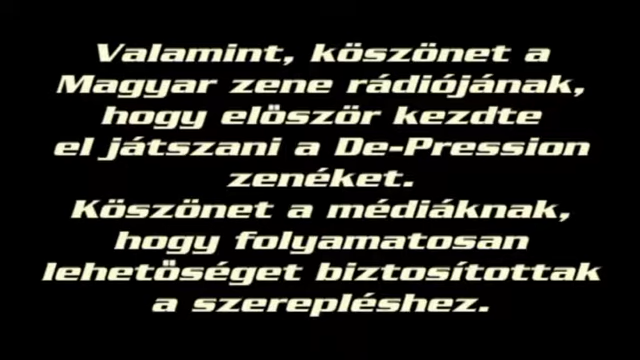 Valamint, köszönet a
Magyar zene rádiójának,
hogy elöször kezdte
el játszani a De-Pression
zenéket.
Köszönet a médiáknak,
hogy folyamatosan
lehetöséget biztosítottak
a szerepléshez.